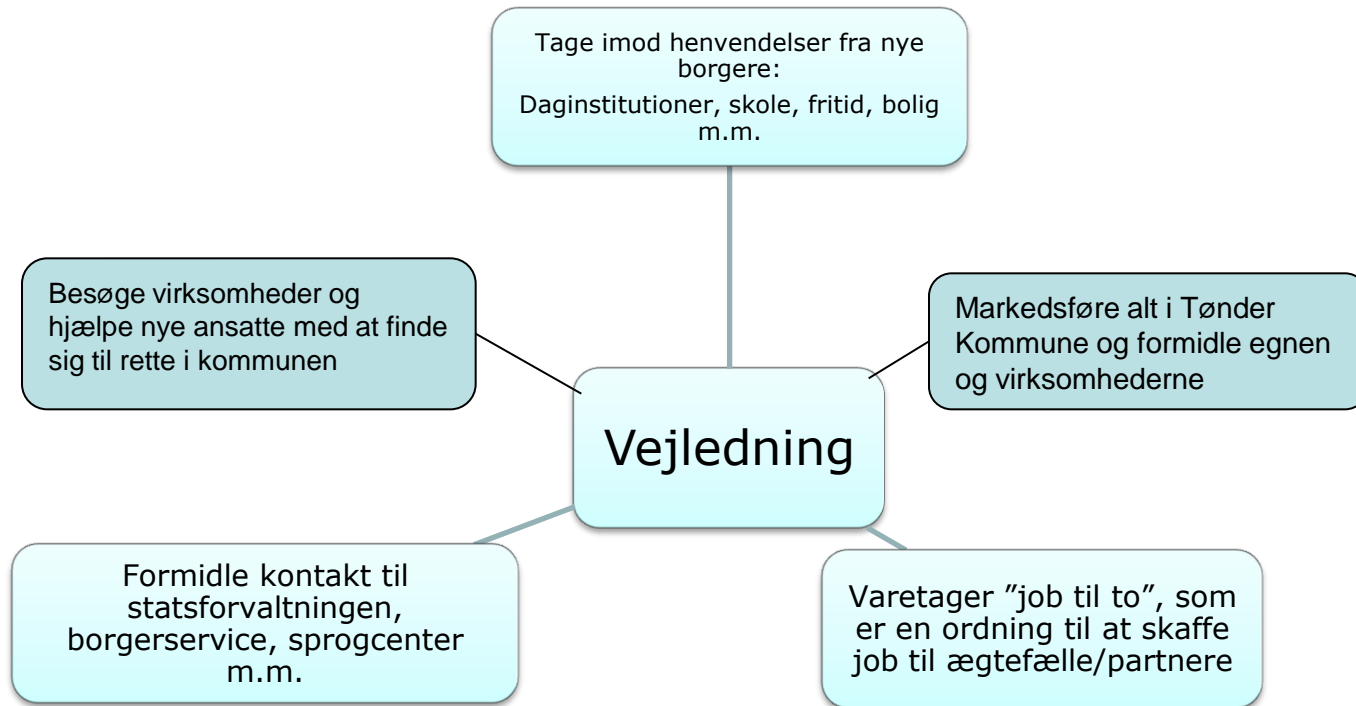 Tage imod henvendelser fra nye
borgere:
Daginstitutioner, skole, fritid, bolig
m.m.
Besøge virksomheder og
hjælpe nye ansatte med at finde
sig til rette i kommunen
Markedsføre alt i Tønder
Kommune og formidle egnen
og virksomhederne
Vejledning
Formidle kontakt til
statsforvaltningen,
borgerservice, sprogcenter
m.m.
Varetager ”job til to”, som
er en ordning til at skaffe
job til ægtefælle/partnere